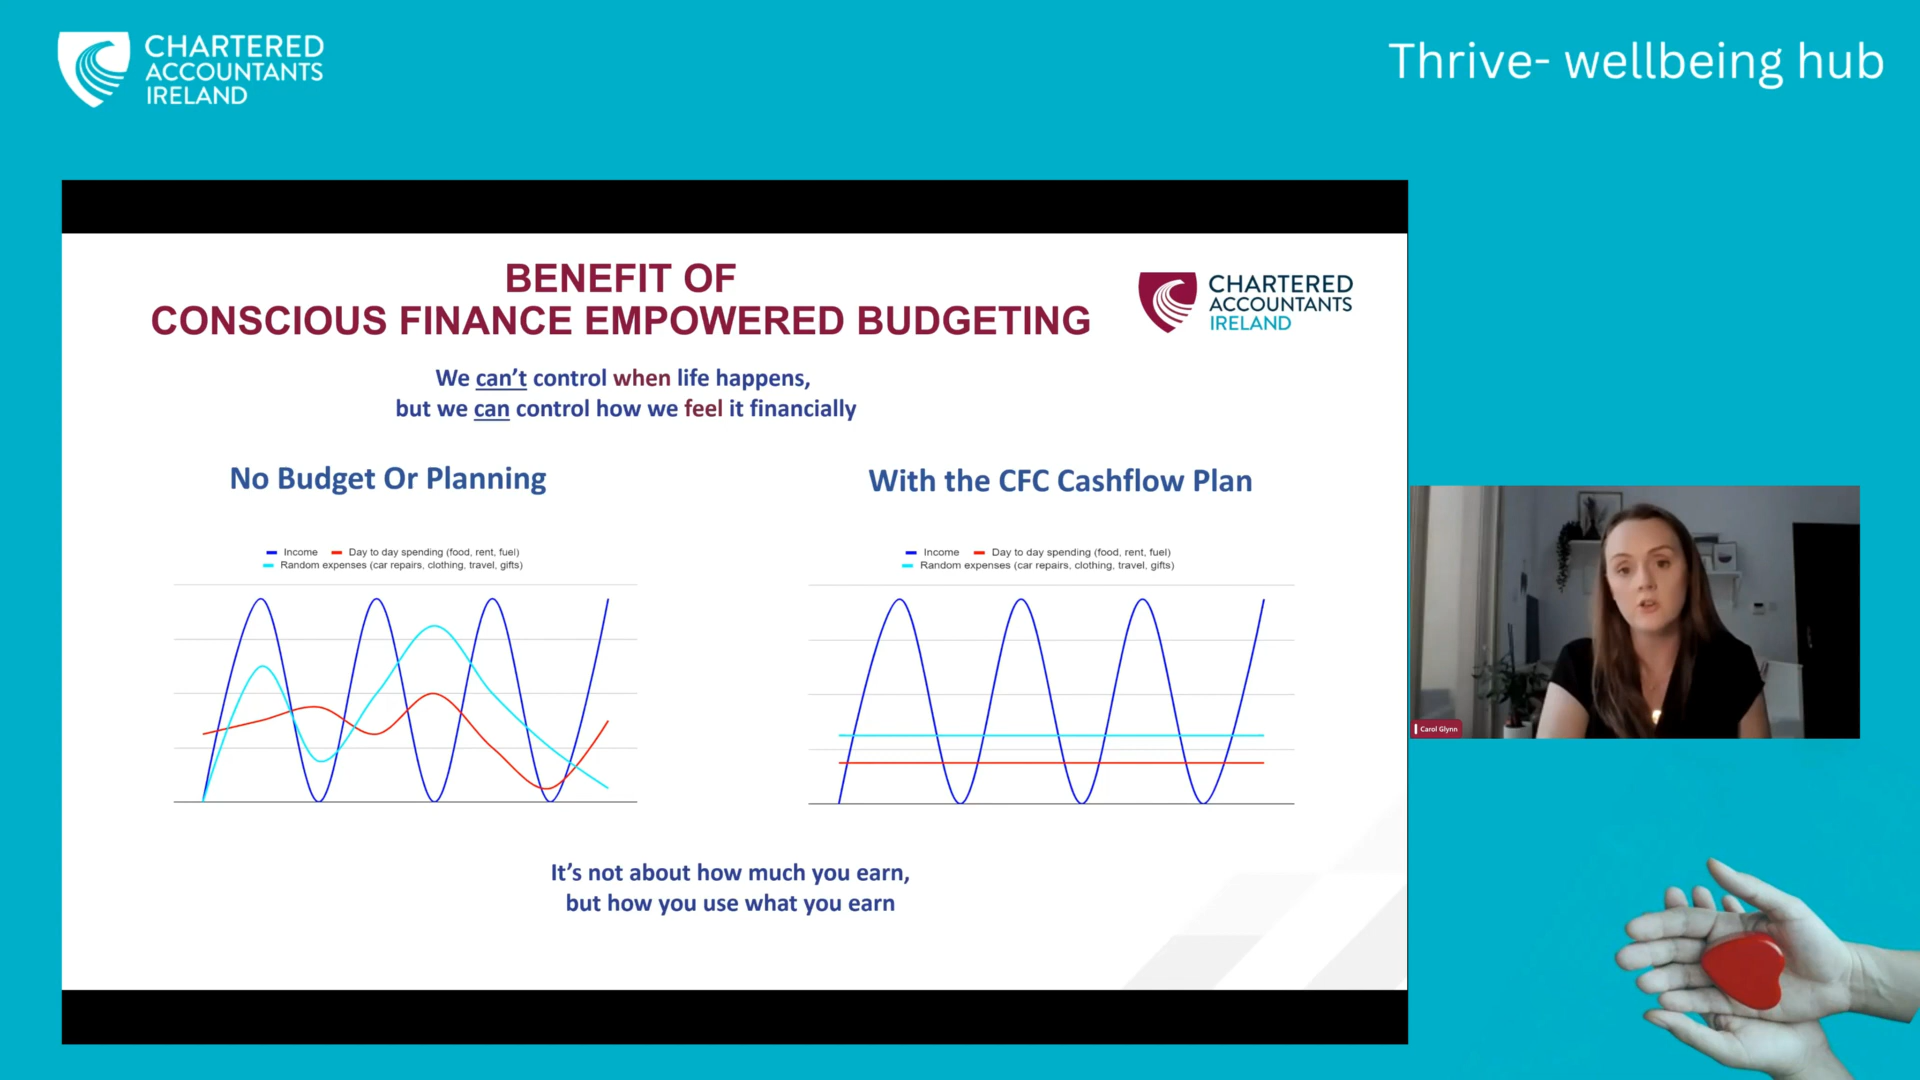 CHARTERED
ACCOUNTANTS
IRELAND
Thrive- wellbeing hub
BENEFIT OF
CONSCIOUS FINANCE EMPOWERED BUDGETING
CHARTERED
ACCOUNTANTS
IRELAND
We can’t control when life happens,
but we can control how we feel it financially
No Budget Or Planning
Income Day to day spending (food, rent, fuel)
Random expenses (car repairs, clothing, travel, gifts)
With the CFC Cashflow Plan
Income Day to day spending (food, rent, fuel)
Random expenses (car repairs, clothing, travel, gifts)
Carol Glynn
It’s not about how much you earn,
but how you use what you earn